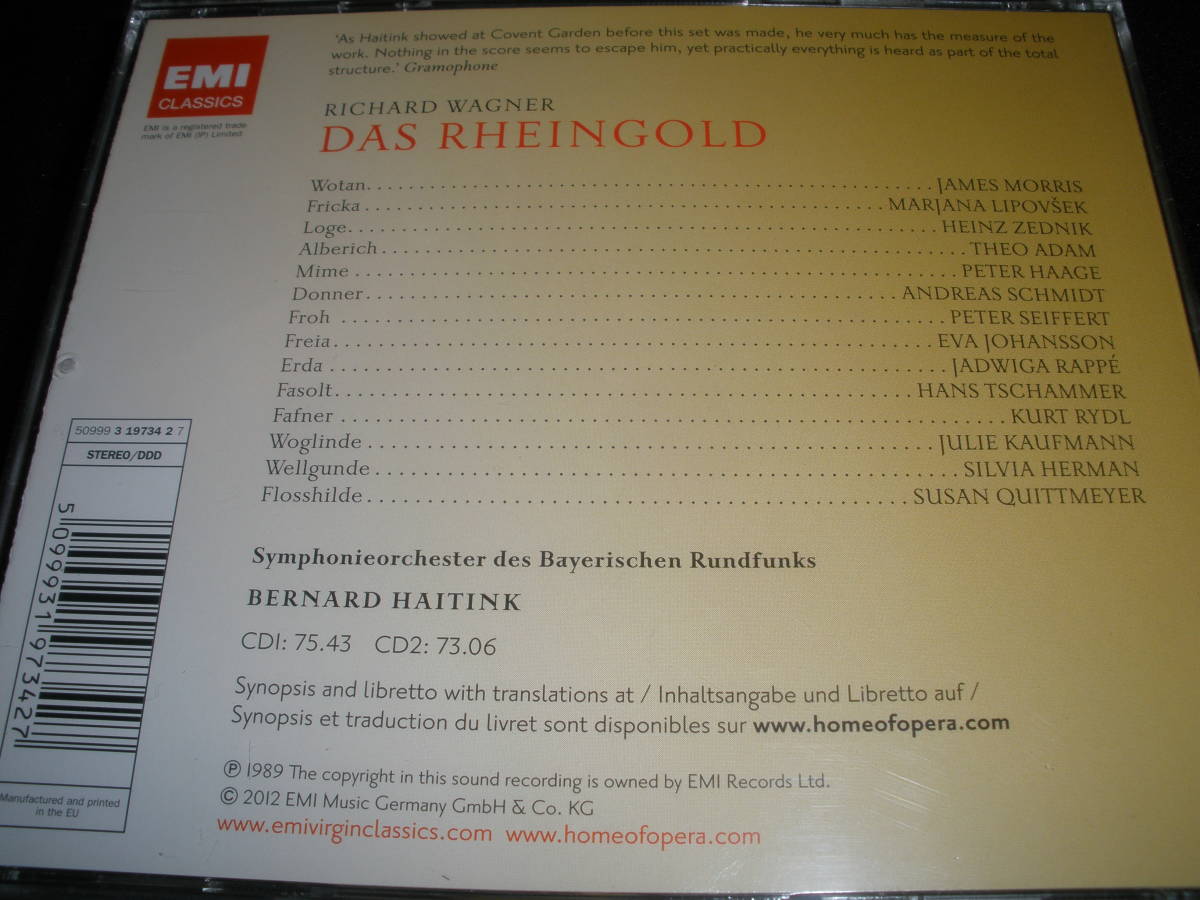 'As Haitink showed at Covent Garden before this set was made, he very much has the measure of the
work. Nothing in the score seems to escape him, yet practically everything is heard as part of the total
structure.' Gramophone
EMI
CLASSICS
EMI is a registered trade
mark of EMI (IP) Limited
RICHARD WAGNER
DAS RHEINGOLD
Wotan. . . . . . . . . . JAMES MORRIS
Fricka . . . . . . . . . . MARJANA LIPOVŠEK
Loge. . . . . . . . . . HEINZ ZEDNIK
Alberich . . . . . . . . . . THEO ADAM
Mime . . . . . . . . . . PETER HAAGE
Donner. . . . . . . . . . ANDREAS SCHMIDT
Froh . . . . . . . . . . PETER SEIFFERT
Freia. . . . . . . . . . EVA JOHANSSON
Erda . . . . . . . . . . JADWIGA RAPPÉ
Fasolt. . . . . . . . . . HANS TSCHAMMER
Fafner . . . . . . . . . . KURT RYDL
Woglinde . . . . . . . . . . JULIE KAUFMANN
Wellgunde . . . . . . . . . . SILVIA HERMAN
Flosshilde. . . . . . . . . . SUSAN QUITTMEYER
50999 3 19734 2 7
STEREO/DDD
5 099931 973427
Manufactured and printed
in the EU
Symphonieorchester des Bayerischen Rundfunks
BERNARD HAITINK
CD1: 75.43 CD2: 73.06
Synopsis and libretto with translations at / Inhaltsangabe und Libretto auf /
Synopsis et traduction du livret sont disponibles sur www.homeofopera.com
℗ 1989 The copyright in this sound recording is owned by EMI Records Ltd.
© 2012 EMI Music Germany GmbH & Co. KG
www.emivirginclassics.com www.homeofopera.com